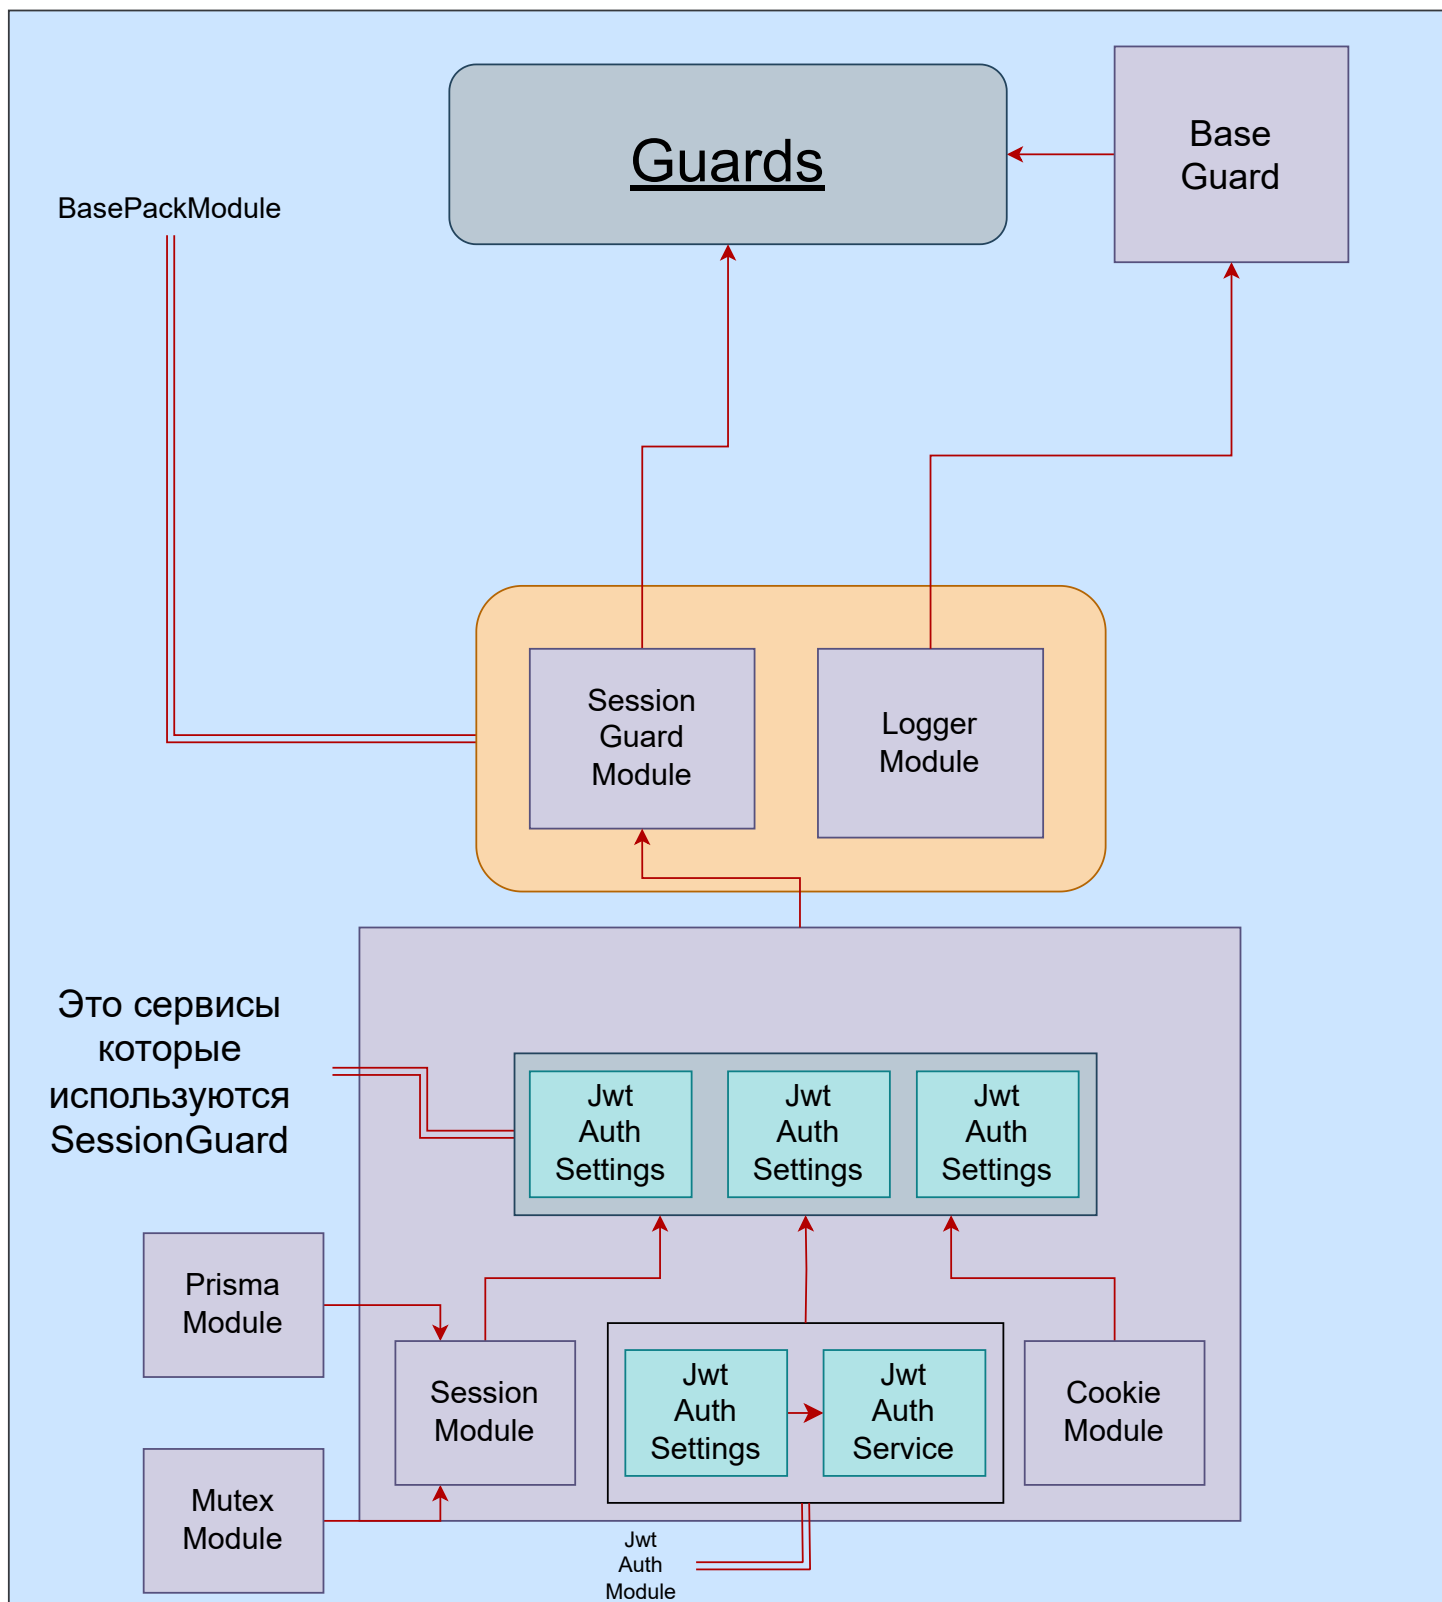 Guards
Base
Guard
BasePackModule
Session
Guard
Module
Logger
Module
Это сервисы
которые
используются
SessionGuard
Jwt
Auth
Settings
Jwt
Auth
Settings
Jwt
Auth
Settings
Prisma
Module
Session
Module
Jwt
Auth
Settings
Jwt
Auth
Service
Cookie
Module
Mutex
Module
Jwt
Auth
Module